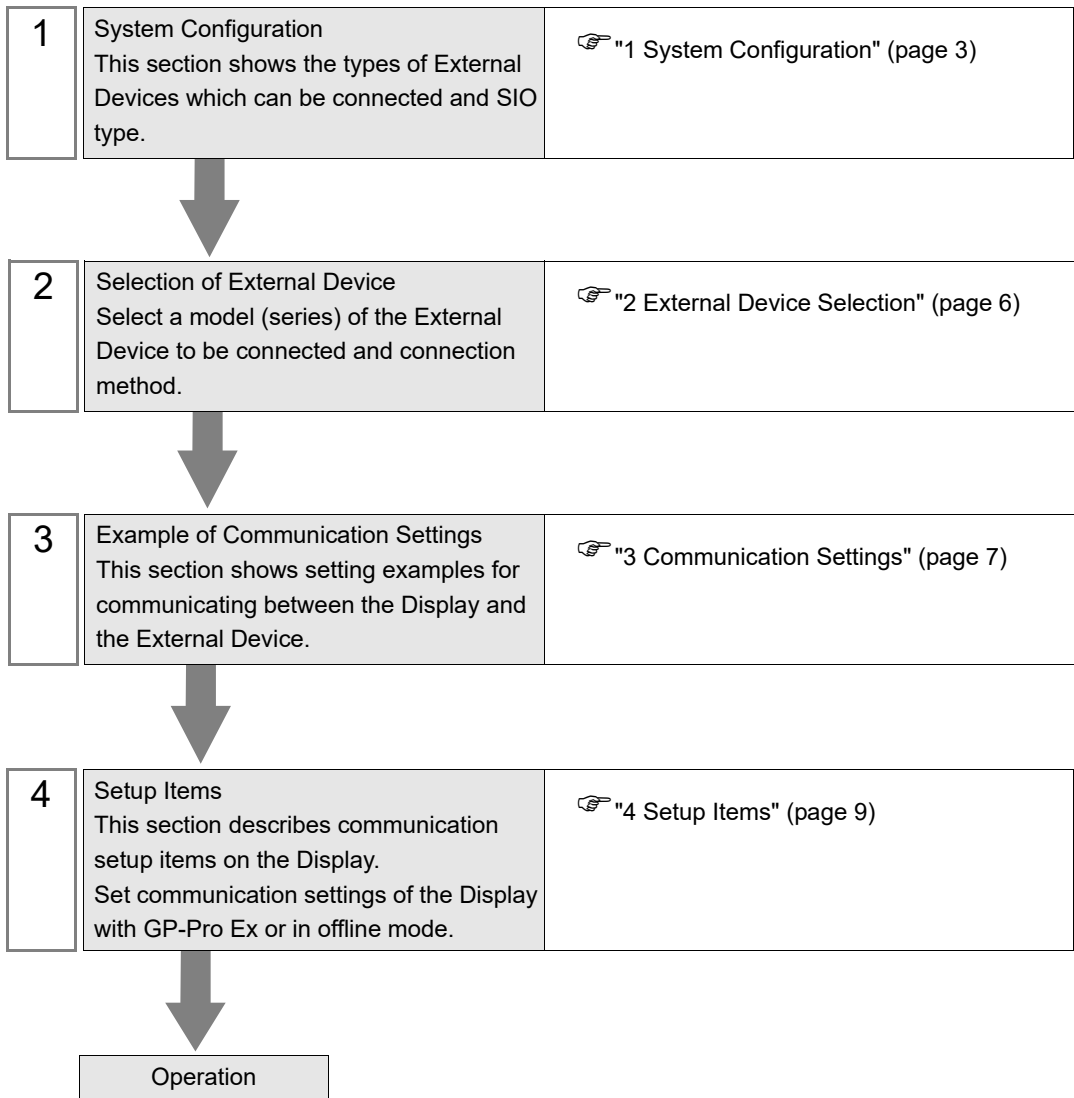 1
System Configuration
This section shows the types of External
Devices which can be connected and SIO
type.
"1 System Configuration" (page 3)
2
Selection of External Device
Select a model (series) of the External
Device to be connected and connection
method.
"2 External Device Selection" (page 6)
3
Example of Communication Settings
This section shows setting examples for
communicating between the Display and
the External Device.
"3 Communication Settings" (page 7)
4
Setup Items
This section describes communication
setup items on the Display.
Set communication settings of the Display
with GP-Pro Ex or in offline mode.
"4 Setup Items" (page 9)
Operation